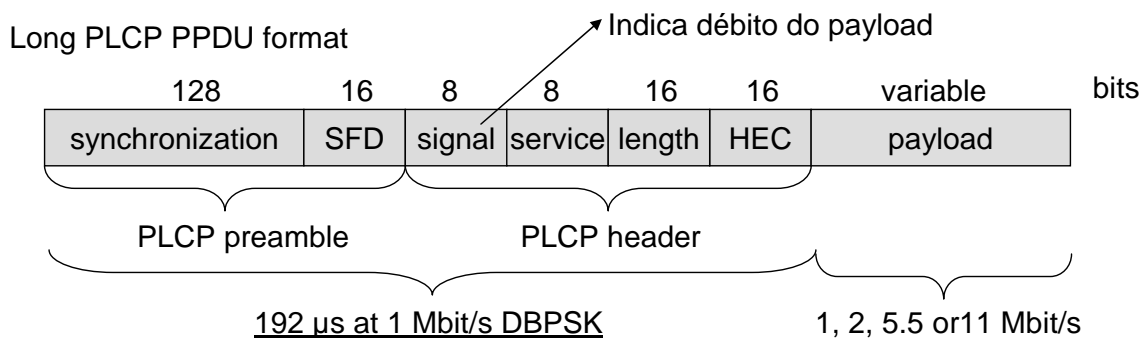 Indica débito do payload
Long PLCP PPDU format
128 16 8 8 16 16 variable bits
synchronization SFD signal service length HEC payload
PLCP preamble PLCP header
192 µs at 1 Mbit/s DBPSK 1, 2, 5.5 or11 Mbit/s